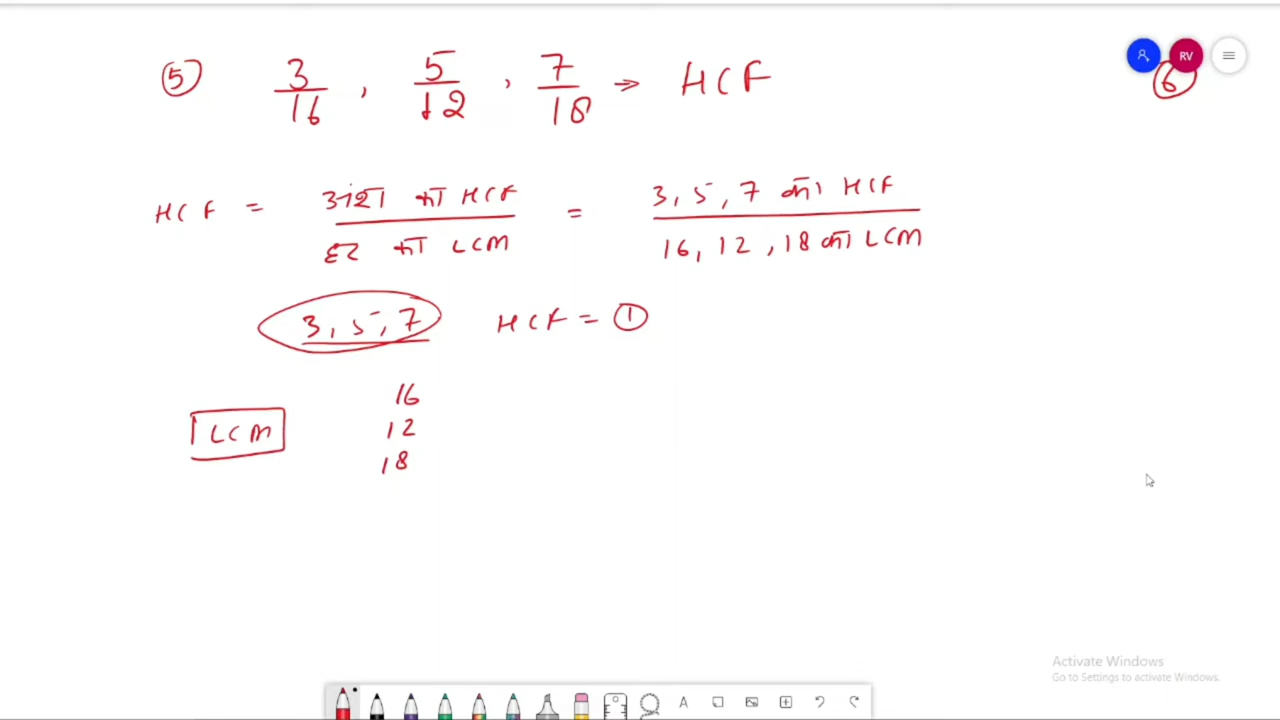 5 3/16 , 5/12 , 7/18 ⇒ HCF
RV
6
HCF = अंश का HCF / हर का LCM = 3, 5, 7 का HCF / 16, 12, 18 का LCM
3, 5, 7 HCF = 1
LCM
16
12
18
Activate Windows
Go to Settings to activate Windows.
A